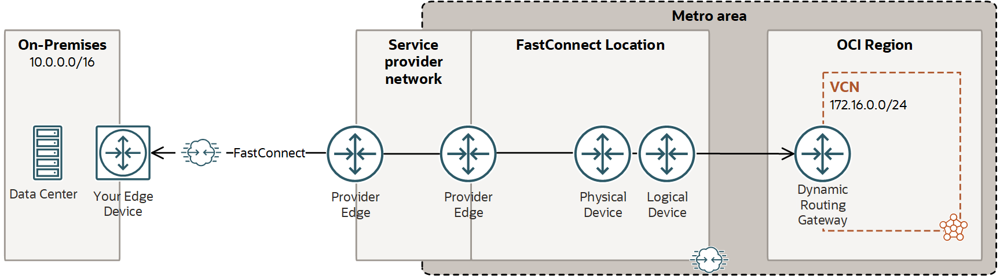 Metro area
On-Premises
10.0.0.0/16
Service
provider
network
FastConnect Location
OCI Region
VCN
172.16.0.0/24
FastConnect
Data Center
Your Edge
Device
Provider
Edge
Provider
Edge
Physical
Device
Logical
Device
Dynamic
Routing
Gateway